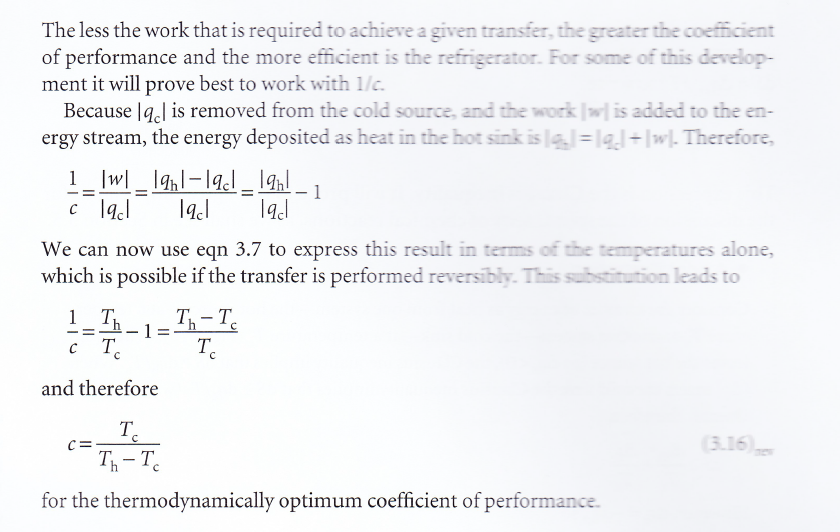 The less the work that is required to achieve a given transfer, the greater the coefficient
of performance and the more efficient is the refrigerator. For some of this develop-
ment it will prove best to work with 1/c.
Because |q_c| is removed from the cold source, and the work |w| is added to the en-
ergy stream, the energy deposited as heat in the hot sink is |q_h| = |q_c| + |w|. Therefore,
1/c = |w|/|q_c| = (|q_h| − |q_c|)/|q_c| = |q_h|/|q_c| − 1
We can now use eqn 3.7 to express this result in terms of the temperatures alone,
which is possible if the transfer is performed reversibly. This substitution leads to
1/c = T_h/T_c − 1 = (T_h − T_c)/T_c
and therefore
c = T_c/(T_h − T_c) (3.16)_rev
for the thermodynamically optimum coefficient of performance.